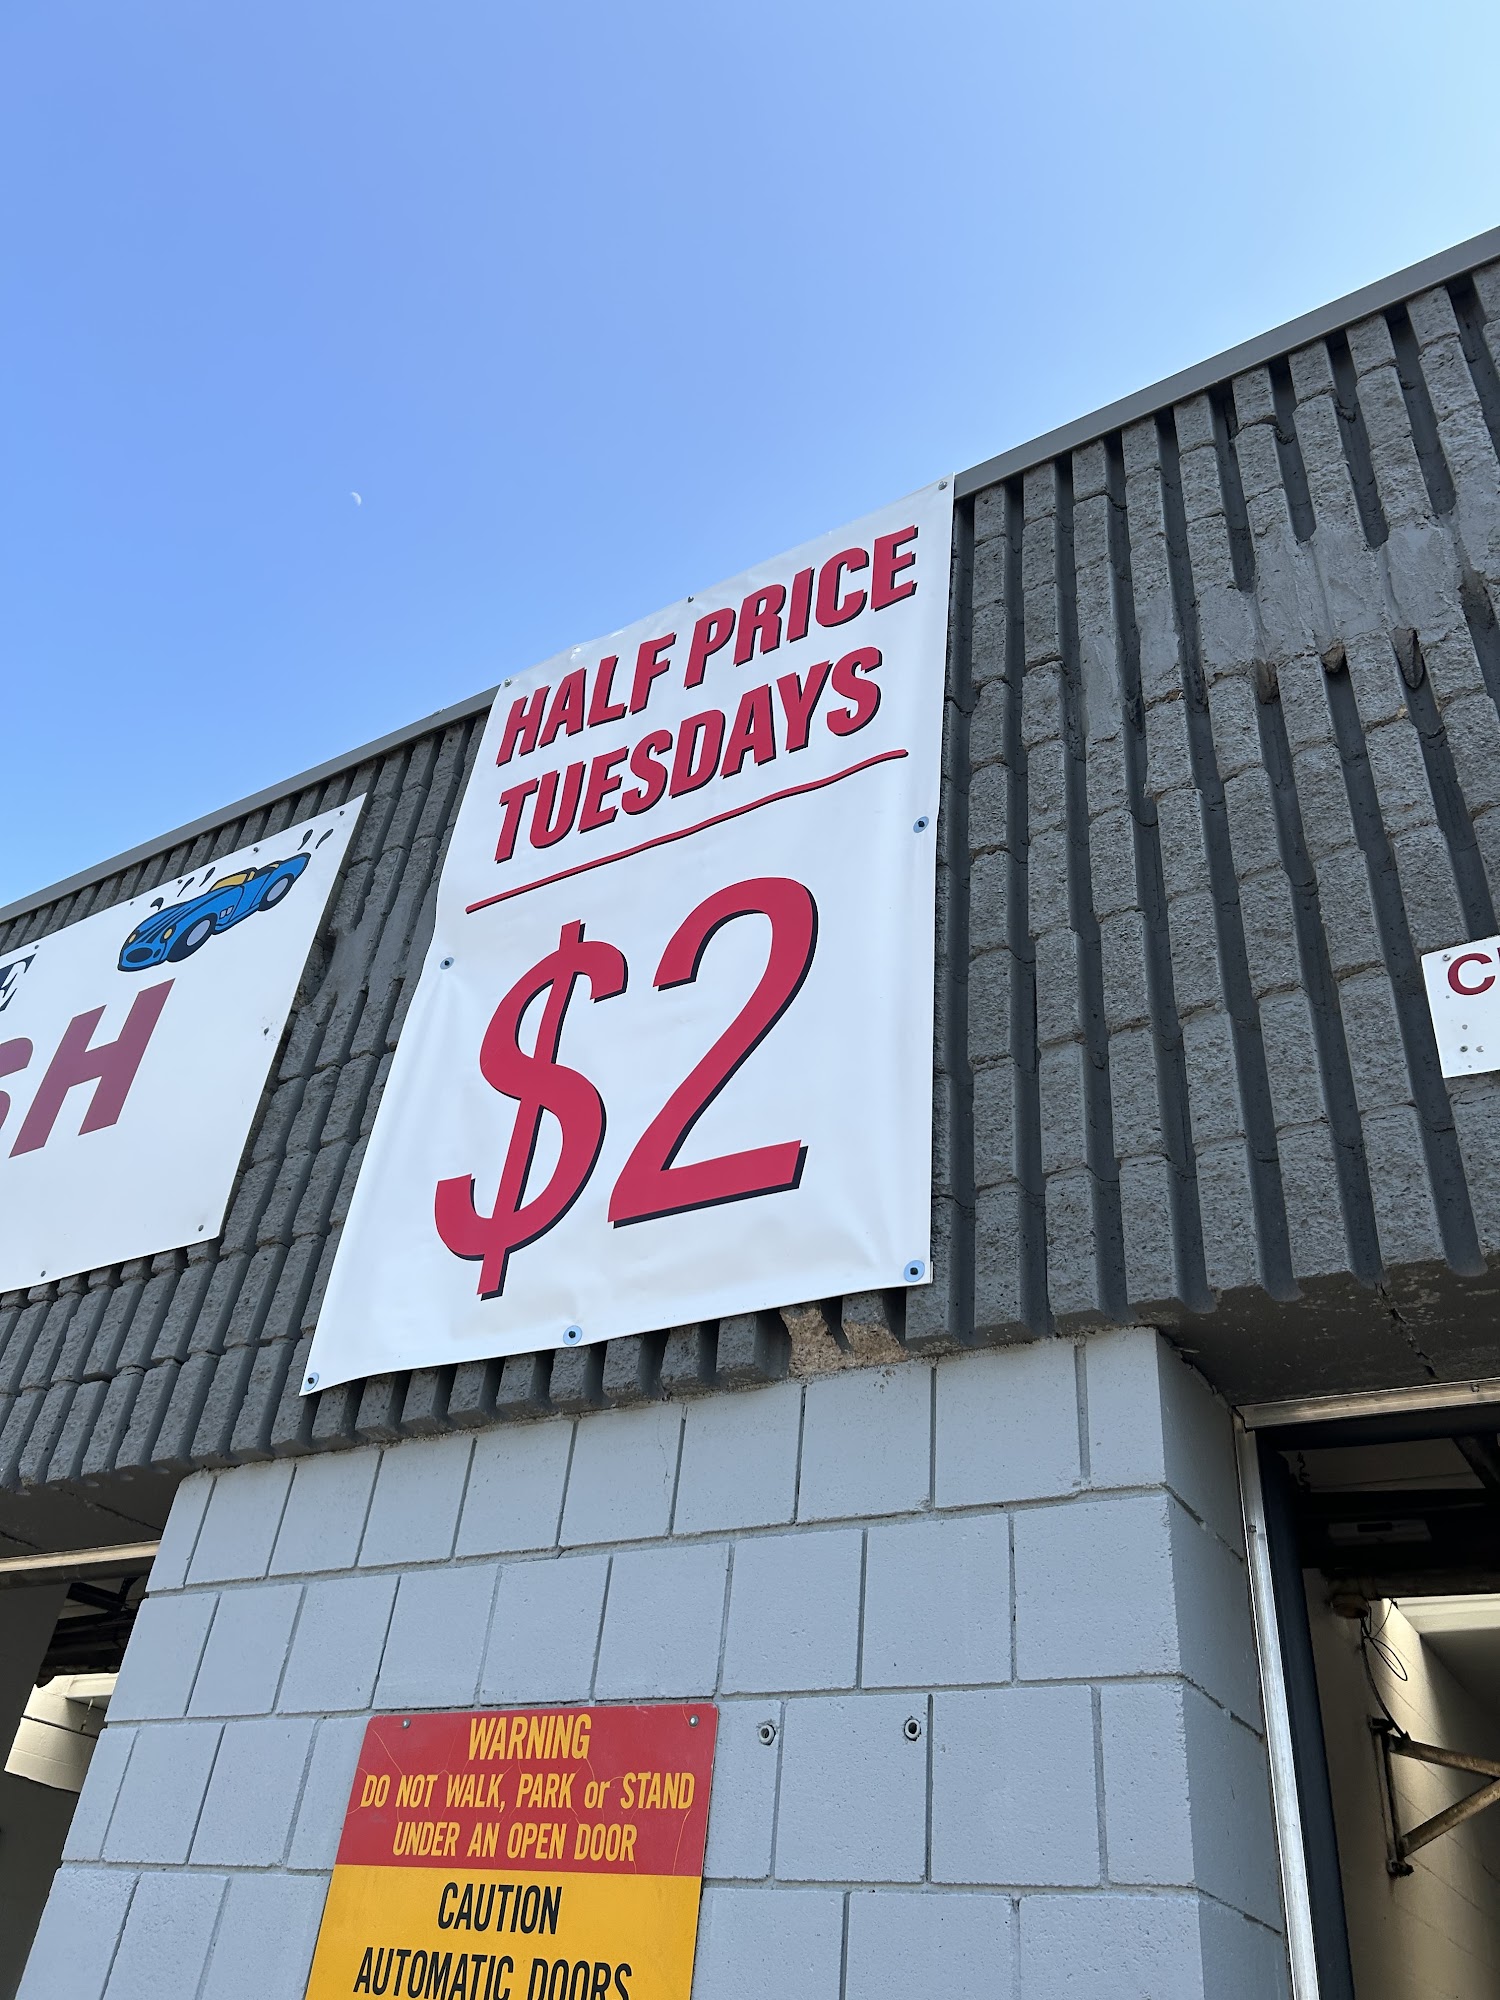 HALF PRICE
TUESDAYS
$2
SH
WARNING
DO NOT WALK, PARK or STAND
UNDER AN OPEN DOOR
CAUTION
AUTOMATIC DOORS